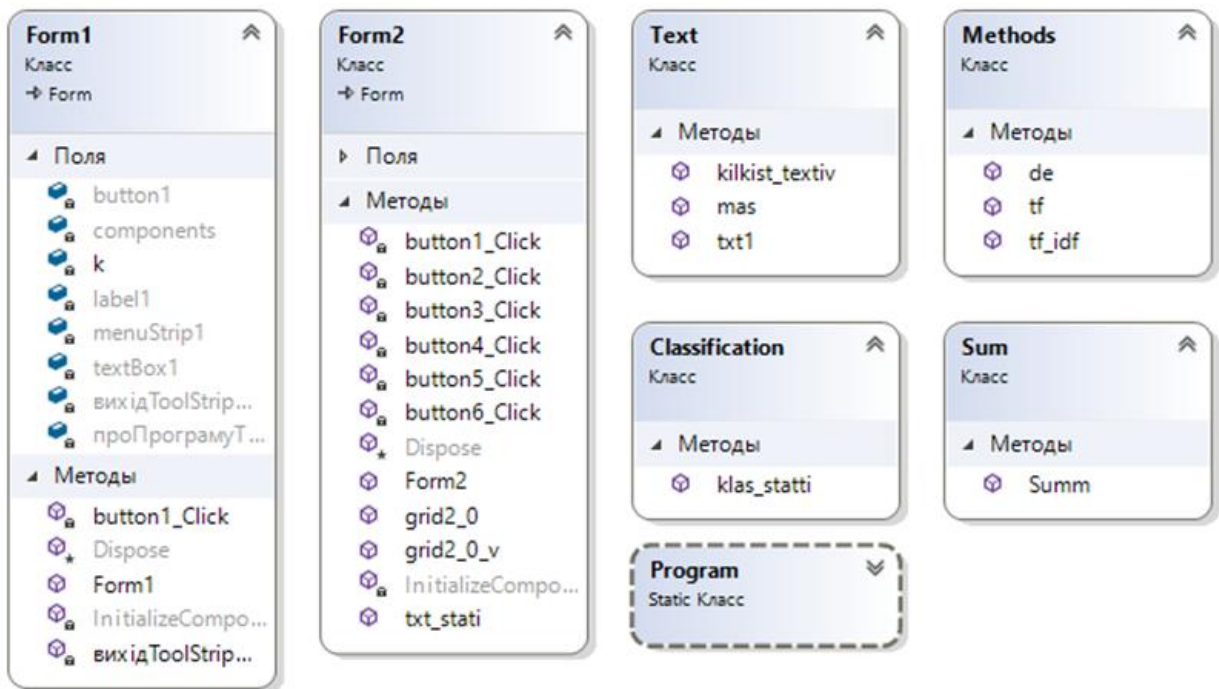 Form1
Класс
Form
Поля
button1
components
k
label1
menuStrip1
textBox1
вихідToolStrip...
проПрограмуТ...
Методы
button1_Click
Dispose
Form1
InitializeCompo...
вихідToolStrip...
Form2
Класс
Form
Поля
Методы
button1_Click
button2_Click
button3_Click
button4_Click
button5_Click
button6_Click
Dispose
Form2
grid2_0
grid2_0_v
InitializeCompo...
txt_stati
Text
Класс
Методы
kilkist_textiv
mas
txt1
Methods
Класс
Методы
de
tf
tf_idf
Classification
Класс
Методы
klas_statti
Sum
Класс
Методы
Summ
Program
Static Класс